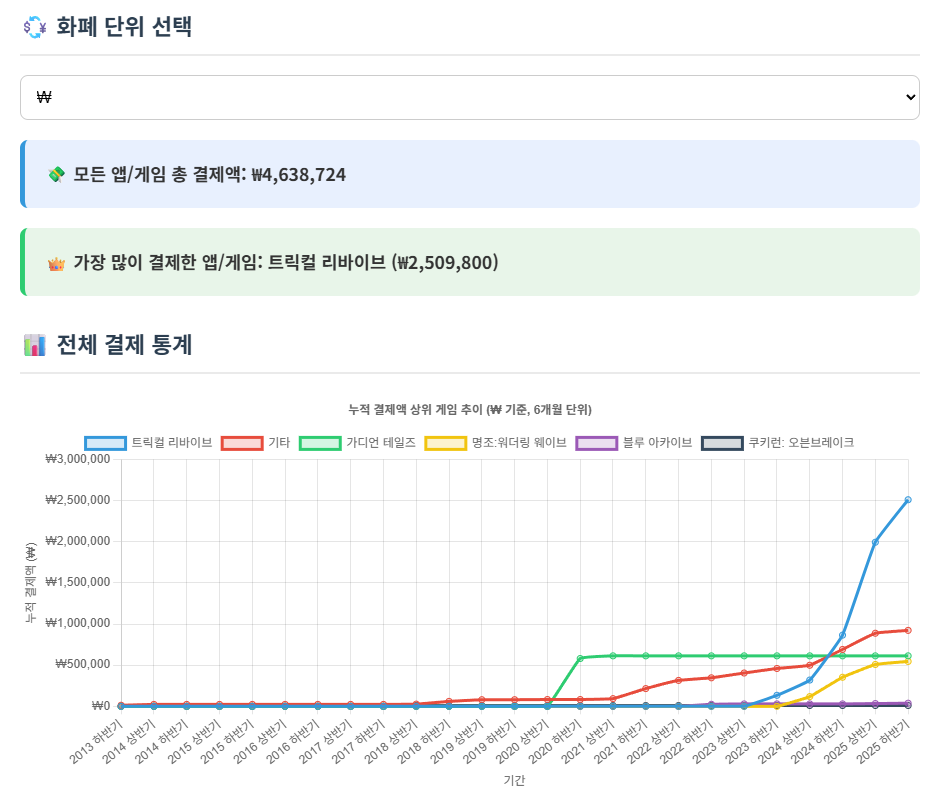 화폐 단위 선택
₩
모든 앱/게임 총 결제액: ₩4,638,724
가장 많이 결제한 앱/게임: 트릭컬 리바이브 (₩2,509,800)
전체 결제 통계
누적 결제액 상위 게임 추이 (₩ 기준, 6개월 단위)
트릭컬 리바이브 기타 가디언 테일즈 명조:워더링 웨이브 블루 아카이브 쿠키런: 오븐브레이크
₩3,000,000
₩2,500,000
₩2,000,000
₩1,500,000
₩1,000,000
₩500,000
₩0
누적 결제액 (₩)
2013 하반기
2014 상반기
2014 하반기
2015 상반기
2015 하반기
2016 상반기
2016 하반기
2017 상반기
2017 하반기
2018 상반기
2018 하반기
2019 상반기
2019 하반기
2020 상반기
2020 하반기
2021 상반기
2021 하반기
2022 상반기
2022 하반기
2023 상반기
2023 하반기
2024 상반기
2024 하반기
2025 상반기
2025 하반기
기간